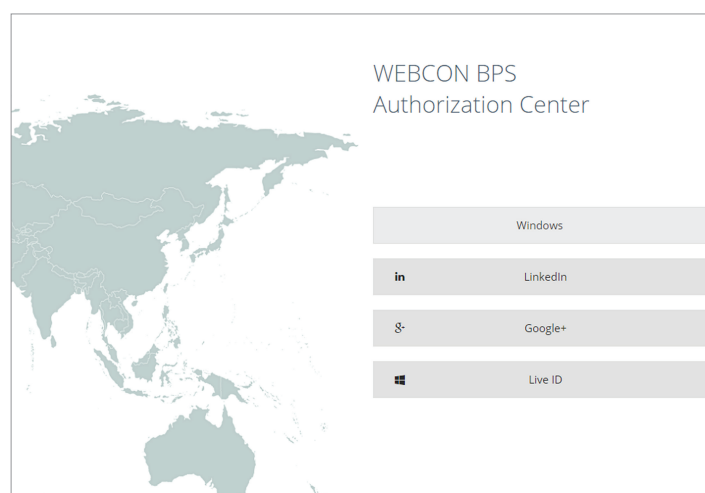 WEBCON BPS
Authorization Center
Windows
in LinkedIn
g+ Google+
Live ID